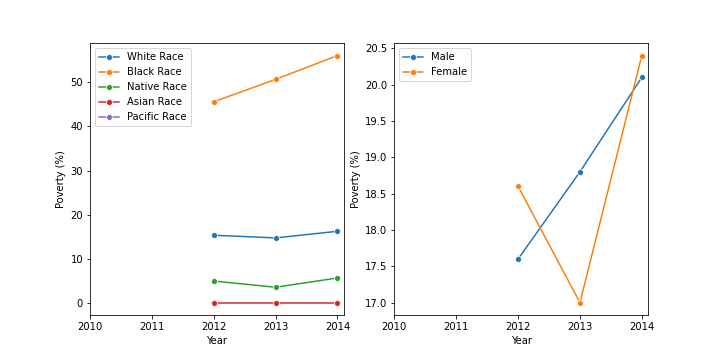 White Race
Black Race
Native Race
Asian Race
Pacific Race
Poverty (%)
50
40
30
20
10
0
2010 2011 2012 2013 2014
Year
Male
Female
Poverty (%)
20.5
20.0
19.5
19.0
18.5
18.0
17.5
17.0
2010 2011 2012 2013 2014
Year